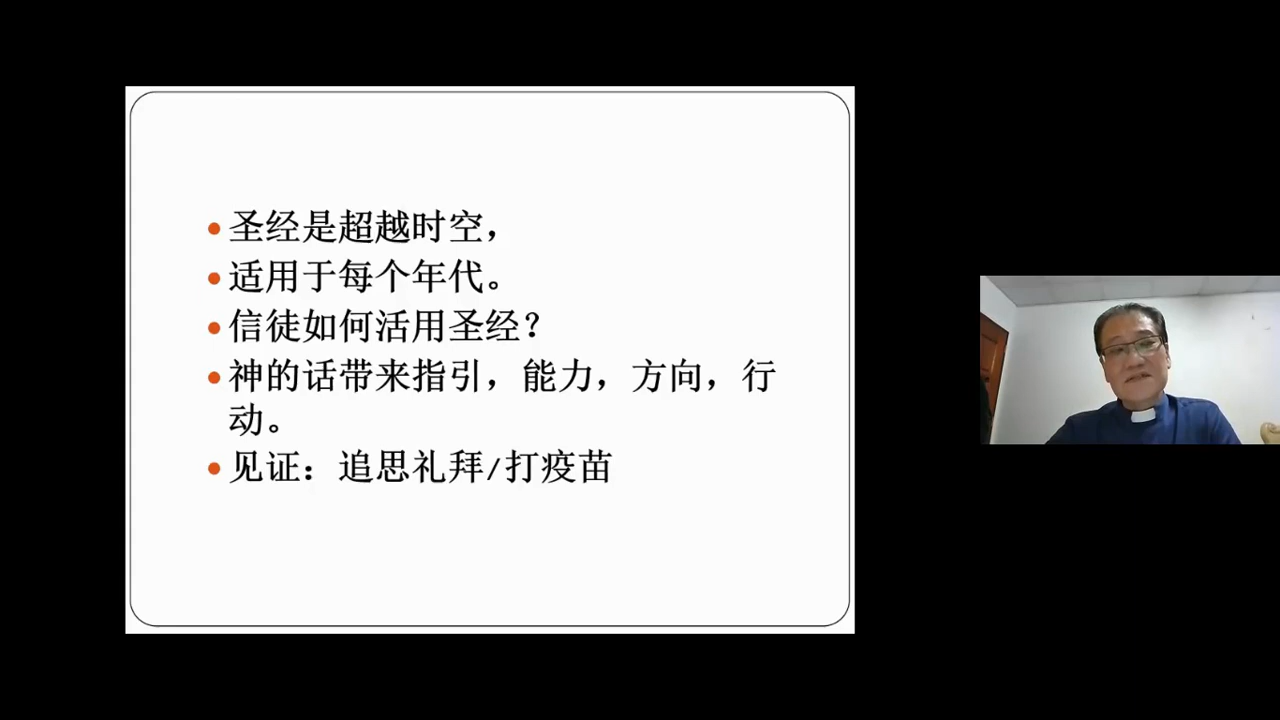 圣经是超越时空，
适用于每个年代。
信徒如何活用圣经？
神的话带来指引，能力，方向，行
动。
见证：追思礼拜/打疫苗